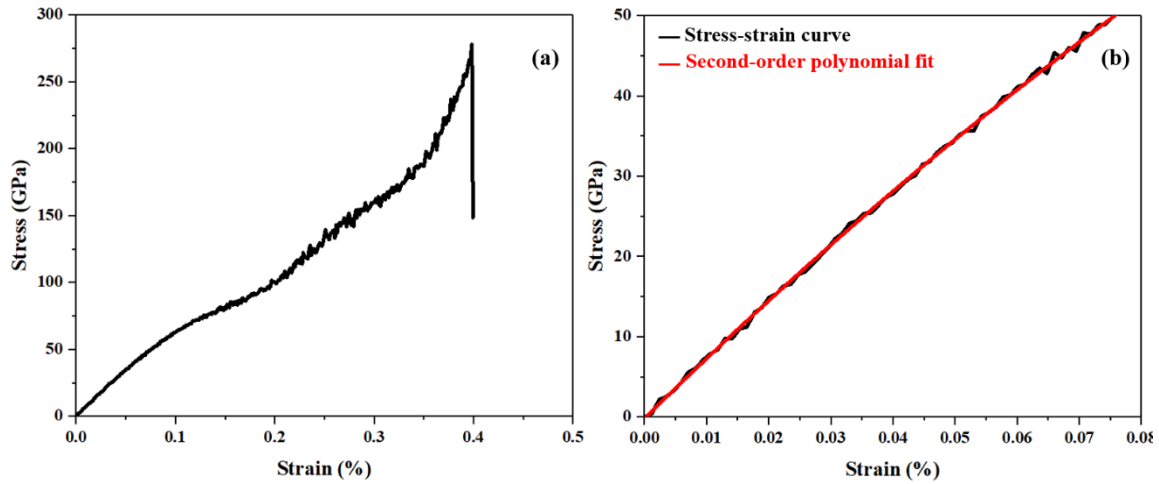 300
250
200
150
100
50
0
0.0 0.1 0.2 0.3 0.4 0.5
Stress (GPa)
Strain (%)
(a)
50
40
30
20
10
0
0.00 0.01 0.02 0.03 0.04 0.05 0.06 0.07 0.08
Stress (GPa)
Strain (%)
Stress-strain curve
Second-order polynomial fit
(b)